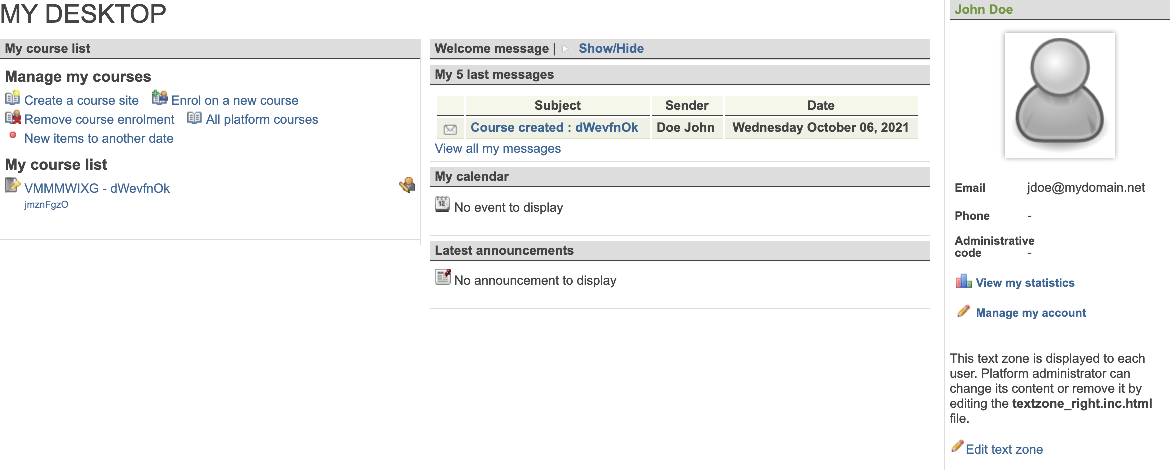 MY DESKTOP
My course list
Manage my courses
Create a course site Enrol on a new course
Remove course enrolment All platform courses
New items to another date
My course list
VMMMWIXG - dWevfnOk
jmznFgzO
Welcome message | Show/Hide
My 5 last messages
Subject Sender Date
Course created : dWevfnOk Doe John Wednesday October 06, 2021
View all my messages
My calendar
12
No event to display
Latest announcements
No announcement to display
John Doe
Email jdoe@mydomain.net
Phone -
Administrative
code -
View my statistics
Manage my account
This text zone is displayed to each
user. Platform administrator can
change its content or remove it by
editing the textzone_right.inc.html
file.
Edit text zone